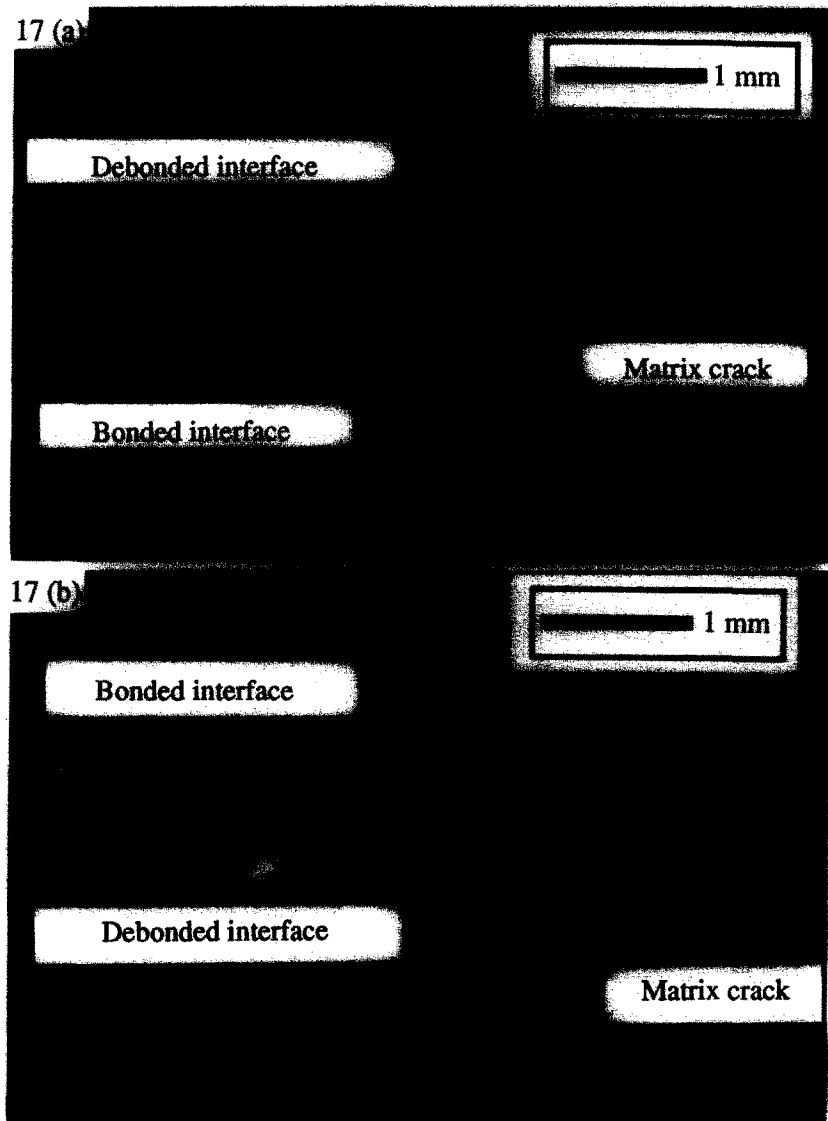 17 (a)
1 mm
Debonded interface
Matrix crack
Bonded interface
17 (b)
1 mm
Bonded interface
Debonded interface
Matrix crack